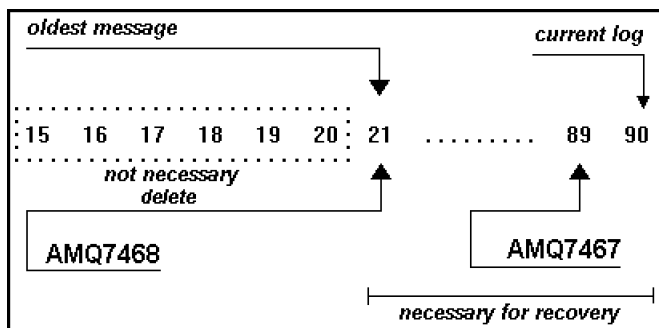 oldest message
current log
15 16 17 18 19 20 21 ......... 89 90
not necessary
delete
AMQ7468
AMQ7467
necessary for recovery